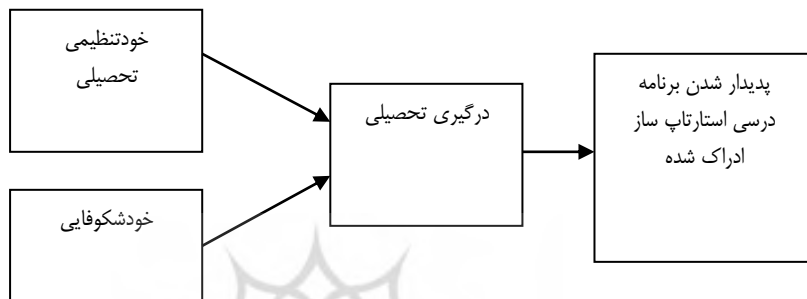 خودتنظیمی
تحصیلی
درگیری تحصیلی
پدیدار شدن برنامه
درسی استارتاپ ساز
ادراک شده
خودشکوفایی